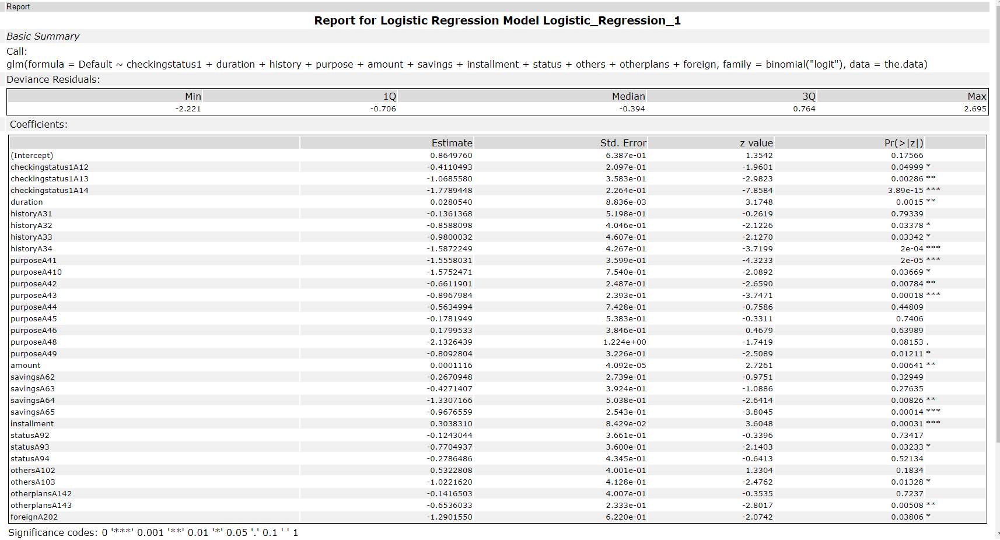 Report
Report for Logistic Regression Model Logistic_Regression_1
Basic Summary
Call:
glm(formula = Default ~ checkingstatus1 + duration + history + purpose + amount + savings + installment + status + others + otherplans + foreign, family = binomial("logit"), data = the.data)
Deviance Residuals:
Min 1Q Median 3Q Max
-2.221 -0.706 -0.394 0.764 2.695
Coefficients:
Estimate Std. Error z value Pr(>|z|)
(Intercept) 0.8649760 6.387e-01 1.3542 0.17566
checkingstatus1A12 -0.4110493 2.097e-01 -1.9601 0.04999 *
checkingstatus1A13 -1.0685580 3.583e-01 -2.9823 0.00286 **
checkingstatus1A14 -1.7789448 2.264e-01 -7.8584 3.89e-15 ***
duration 0.0280540 8.836e-03 3.1748 0.0015 **
historyA31 -0.1361368 5.198e-01 -0.2619 0.79339
historyA32 -0.8588098 4.046e-01 -2.1226 0.03378 *
historyA33 -0.9800032 4.607e-01 -2.1270 0.03342 *
historyA34 -1.5872249 4.267e-01 -3.7199 2e-04 ***
purposeA41 -1.5558031 3.599e-01 -4.3233 2e-05 ***
purposeA410 -1.5752471 7.540e-01 -2.0892 0.03669 *
purposeA42 -0.6611901 2.487e-01 -2.6590 0.00784 **
purposeA43 -0.8967984 2.393e-01 -3.7471 0.00018 ***
purposeA44 -0.5634994 7.428e-01 -0.7586 0.44809
purposeA45 -0.1781949 5.383e-01 -0.3311 0.7406
purposeA46 0.1799533 3.846e-01 0.4679 0.63989
purposeA48 -2.1326439 1.224e+00 -1.7419 0.08153 .
purposeA49 -0.8092804 3.226e-01 -2.5089 0.01211 *
amount 0.0001116 4.092e-05 2.7261 0.00641 **
savingsA62 -0.2670948 2.739e-01 -0.9751 0.32949
savingsA63 -0.4271407 3.924e-01 -1.0886 0.27635
savingsA64 -1.3307166 5.038e-01 -2.6414 0.00826 **
savingsA65 -0.9676559 2.543e-01 -3.8045 0.00014 ***
installment 0.3038310 8.429e-02 3.6048 0.00031 ***
statusA92 -0.1243044 3.661e-01 -0.3396 0.73417
statusA93 -0.7704937 3.600e-01 -2.1403 0.03233 *
statusA94 -0.2786486 4.345e-01 -0.6413 0.52134
othersA102 0.5322808 4.001e-01 1.3304 0.1834
othersA103 -1.0221620 4.128e-01 -2.4762 0.01328 *
otherplansA142 -0.1416503 4.007e-01 -0.3535 0.7237
otherplansA143 -0.6536033 2.333e-01 -2.8017 0.00508 **
foreignA202 -1.2901550 6.220e-01 -2.0742 0.03806 *
Significance codes: 0 '***' 0.001 '**' 0.01 '*' 0.05 '.' 0.1 ' ' 1